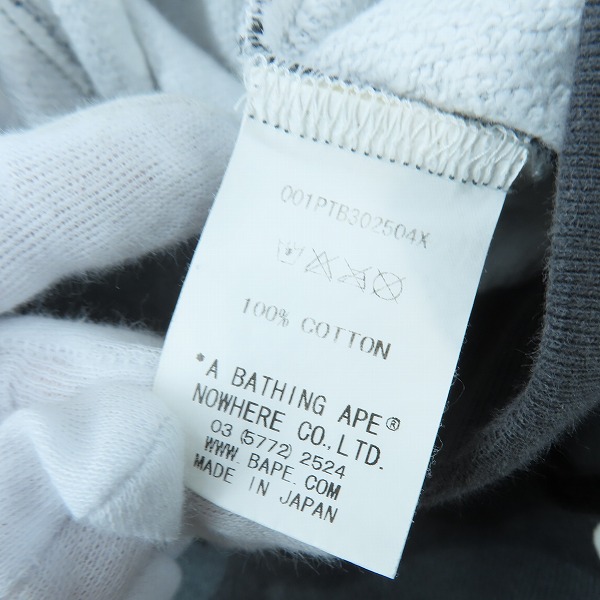 001PTB302504X
100% COTTON
*A BATHING APE®
NOWHERE CO., LTD.
03 (5772) 2524
WWW. BAPE. COM
MADE IN JAPAN